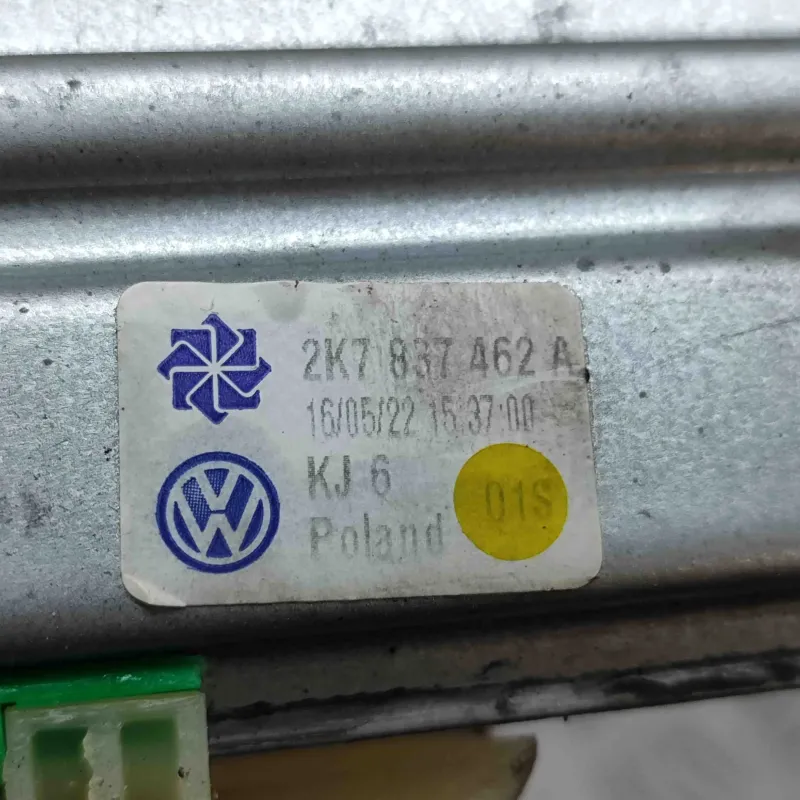 2K7 837 462 A
16/05/22 15:37:00
KJ 6
01S
Poland